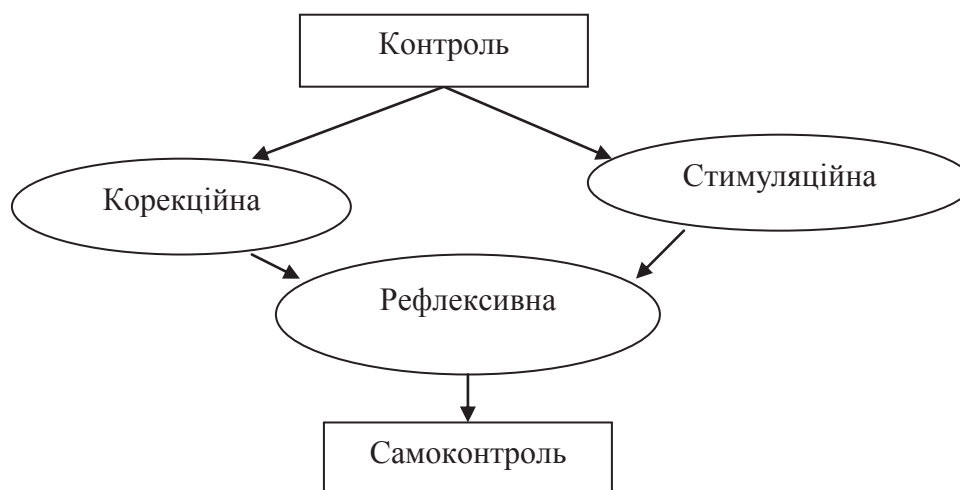 Контроль
Корекційна
Стимуляційна
Рефлексивна
Самоконтроль